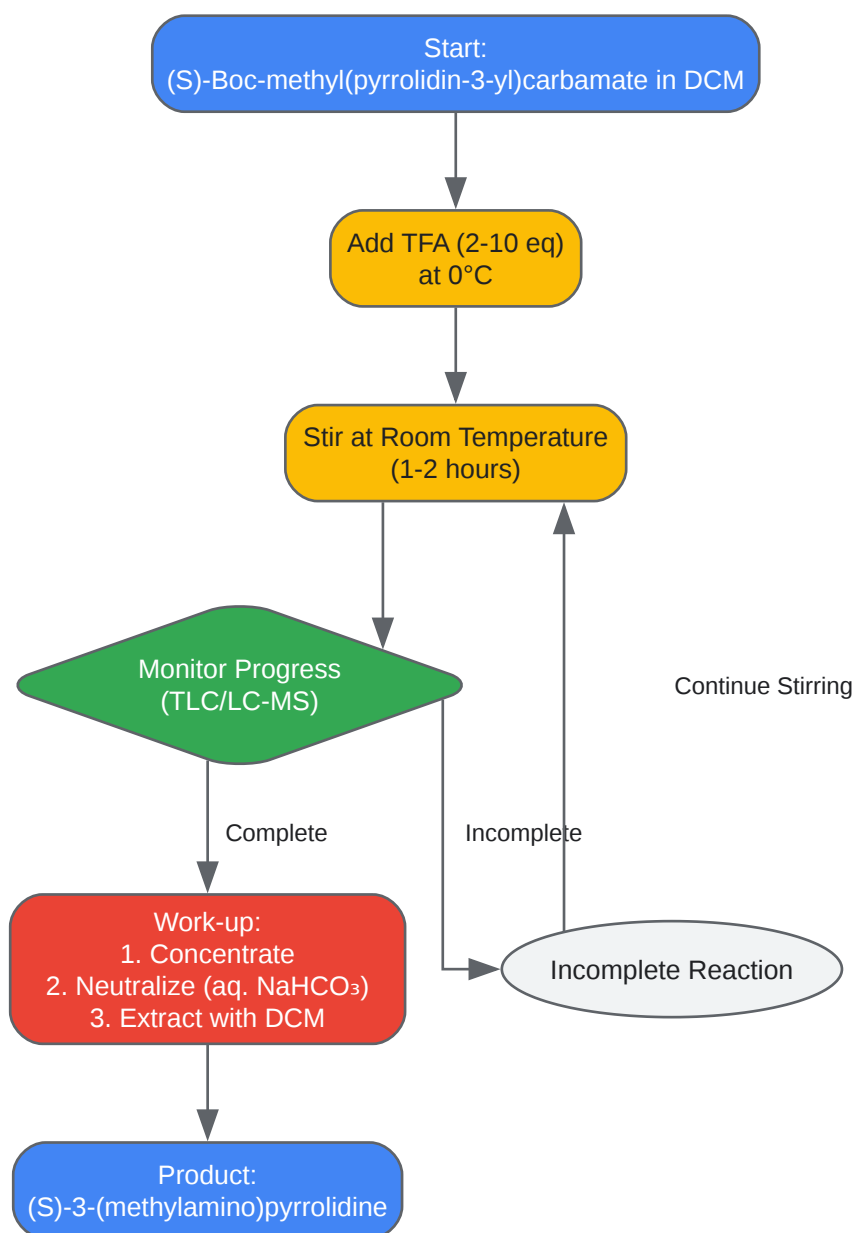 Start:
(S)-Boc-methyl(pyrrolidin-3-yl)carbamate in DCM
Add TFA (2-10 eq)
at 0°C
Stir at Room Temperature
(1-2 hours)
Monitor Progress
(TLC/LC-MS)
Continue Stirring
Complete
Incomplete
Work-up:
1. Concentrate
2. Neutralize (aq. NaHCO₃)
3. Extract with DCM
Incomplete Reaction
Product:
(S)-3-(methylamino)pyrrolidine